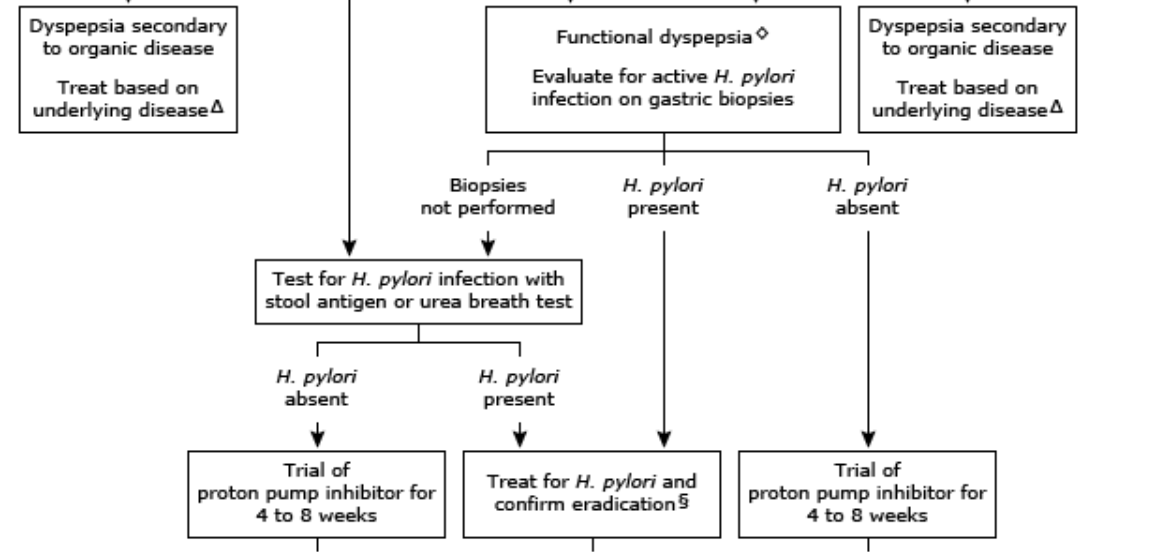 Dyspepsia secondary
to organic disease
Treat based on
underlying disease Δ
Functional dyspepsia ◇
Evaluate for active H. pylori
infection on gastric biopsies
Dyspepsia secondary
to organic disease
Treat based on
underlying disease Δ
Biopsies
not performed
H. pylori
present
H. pylori
absent
Test for H. pylori infection with
stool antigen or urea breath test
H. pylori
absent
H. pylori
present
Trial of
proton pump inhibitor for
4 to 8 weeks
Treat for H. pylori and
confirm eradication §
Trial of
proton pump inhibitor for
4 to 8 weeks